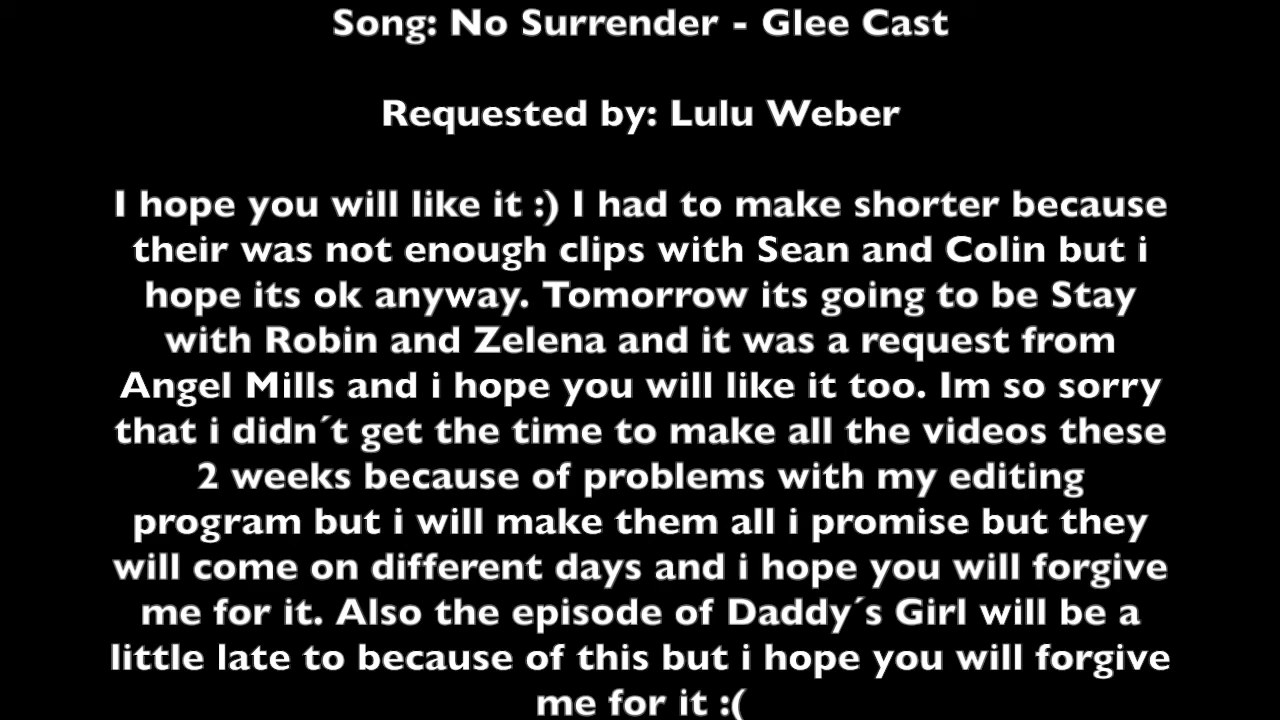 Song: No Surrender - Glee Cast
Requested by: Lulu Weber
I hope you will like it :) I had to make shorter because
their was not enough clips with Sean and Colin but i
hope its ok anyway. Tomorrow its going to be Stay
with Robin and Zelena and it was a request from
Angel Mills and i hope you will like it too. Im so sorry
that i didn´t get the time to make all the videos these
2 weeks because of problems with my editing
program but i will make them all i promise but they
will come on different days and i hope you will forgive
me for it. Also the episode of Daddy´s Girl will be a
little late to because of this but i hope you will forgive
me for it :(